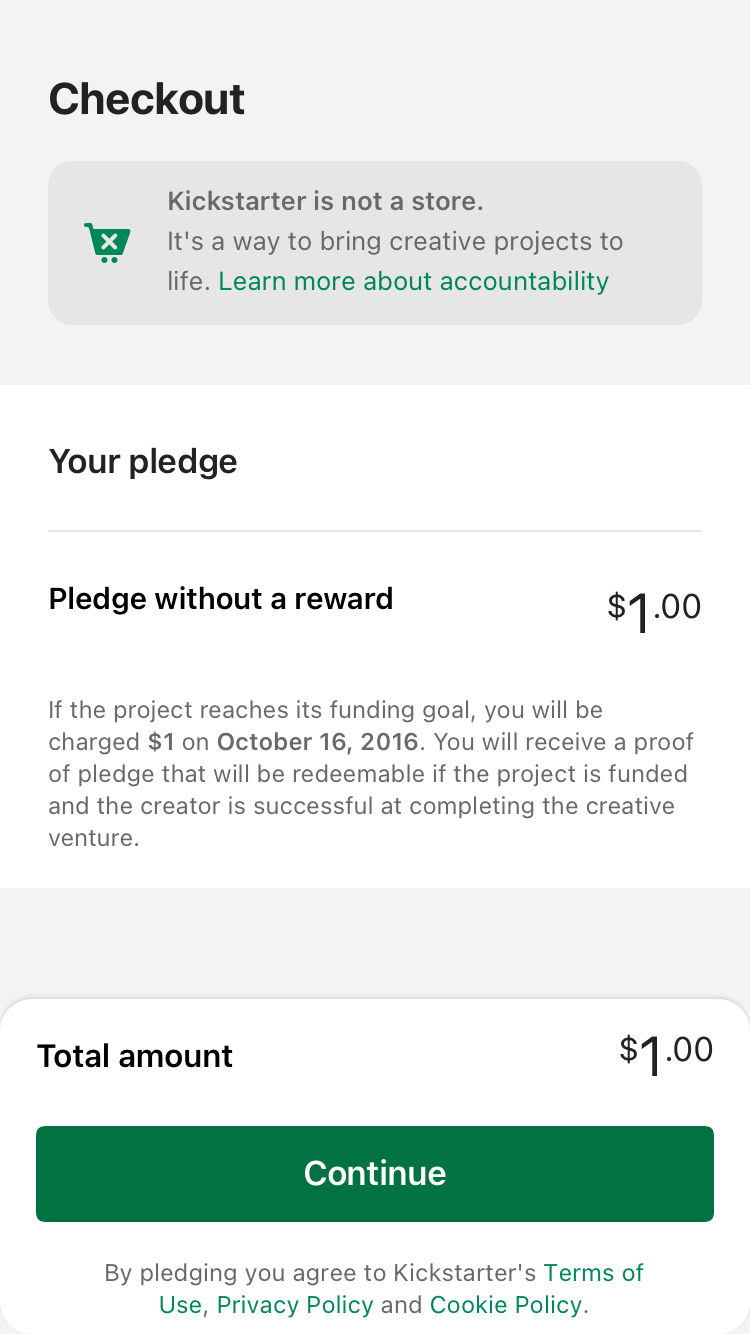 Checkout
Kickstarter is not a store.
It's a way to bring creative projects to
life. Learn more about accountability
Your pledge
Pledge without a reward
$1.00
If the project reaches its funding goal, you will be
charged $1 on October 16, 2016. You will receive a proof
of pledge that will be redeemable if the project is funded
and the creator is successful at completing the creative
venture.
Total amount
$1.00
Continue
By pledging you agree to Kickstarter's Terms of
Use, Privacy Policy and Cookie Policy.